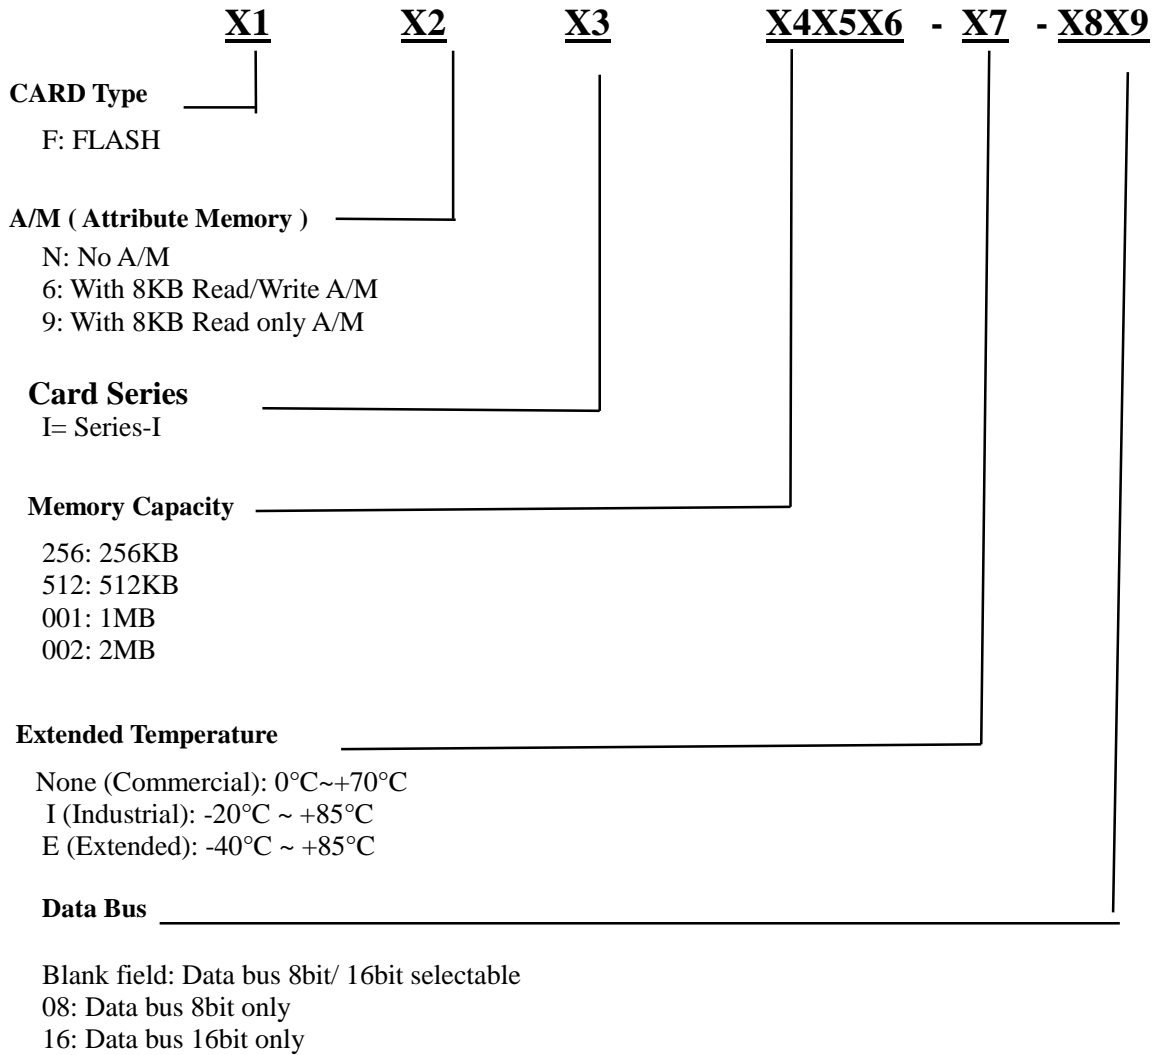 X1 X2 X3 X4X5X6 - X7 - X8X9
CARD Type
F: FLASH
A/M ( Attribute Memory )
N: No A/M
6: With 8KB Read/Write A/M
9: With 8KB Read only A/M
Card Series
I= Series-I
Memory Capacity
256: 256KB
512: 512KB
001: 1MB
002: 2MB
Extended Temperature
None (Commercial): 0°C~+70°C
I (Industrial): -20°C ~ +85°C
E (Extended): -40°C ~ +85°C
Data Bus
Blank field: Data bus 8bit/ 16bit selectable
08: Data bus 8bit only
16: Data bus 16bit only